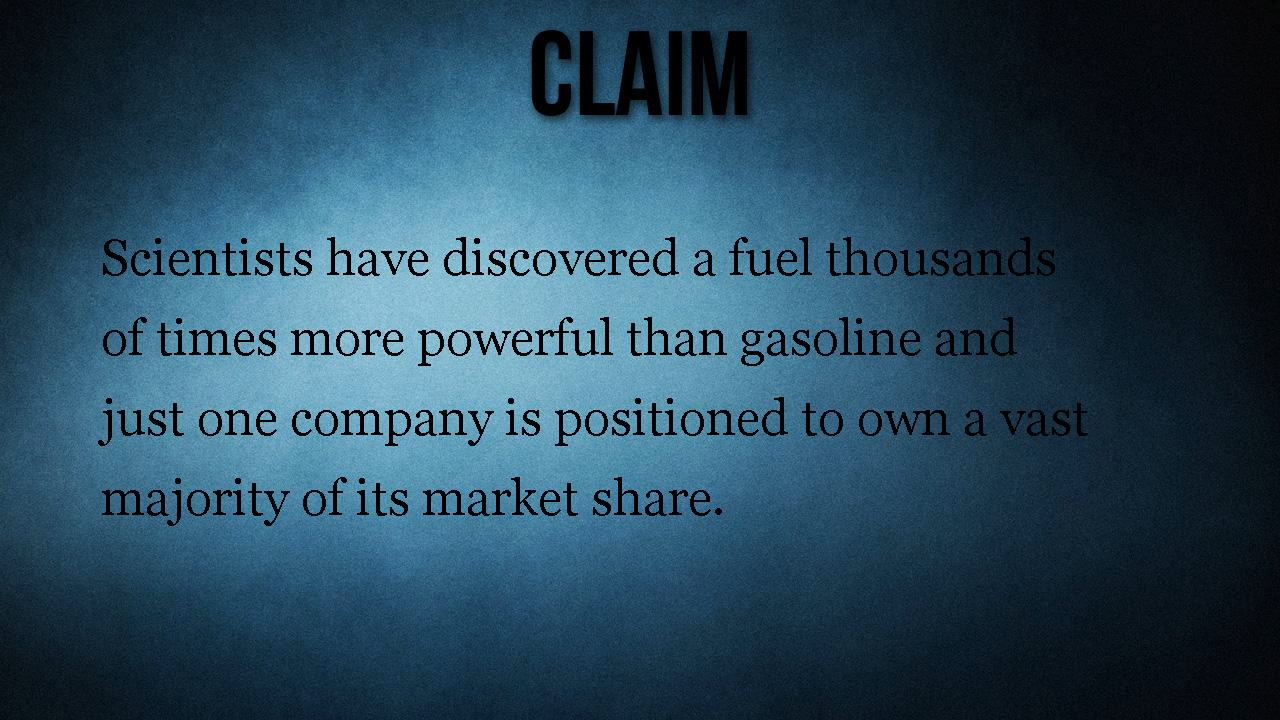 CLAIM
Scientists have discovered a fuel thousands
of times more powerful than gasoline and
just one company is positioned to own a vast
majority of its market share.